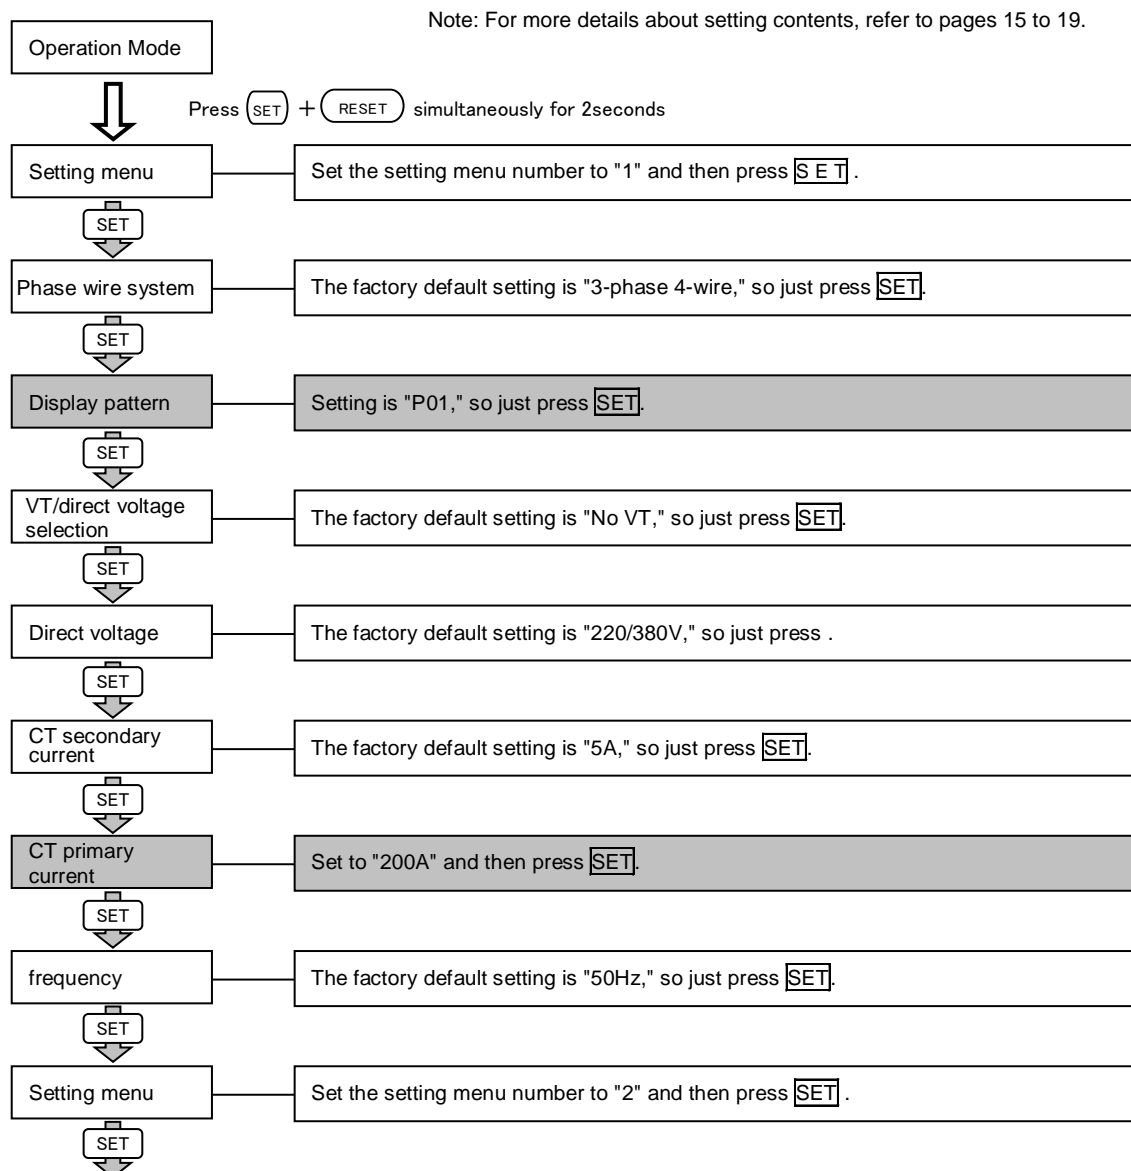 Note: For more details about setting contents, refer to pages 15 to 19.
Operation Mode
Press SET + RESET simultaneously for 2seconds
Setting menu
Set the setting menu number to "1" and then press S E T .
SET
Phase wire system
The factory default setting is "3-phase 4-wire," so just press SET.
SET
Display pattern
Setting is "P01," so just press SET.
SET
VT/direct voltage
selection
The factory default setting is "No VT," so just press SET.
SET
Direct voltage
The factory default setting is "220/380V," so just press .
SET
CT secondary
current
The factory default setting is "5A," so just press SET.
SET
CT primary
current
Set to "200A" and then press SET.
SET
frequency
The factory default setting is "50Hz," so just press SET.
SET
Setting menu
Set the setting menu number to "2" and then press SET .
SET